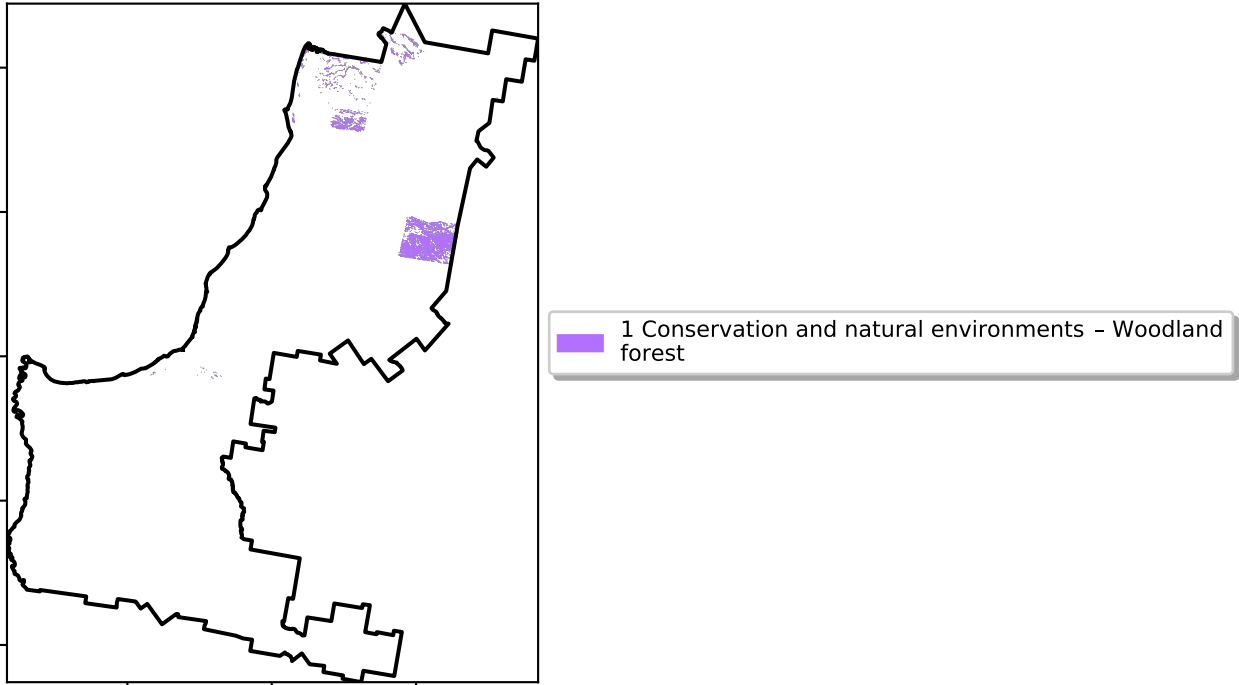 1 Conservation and natural environments – Woodland
forest